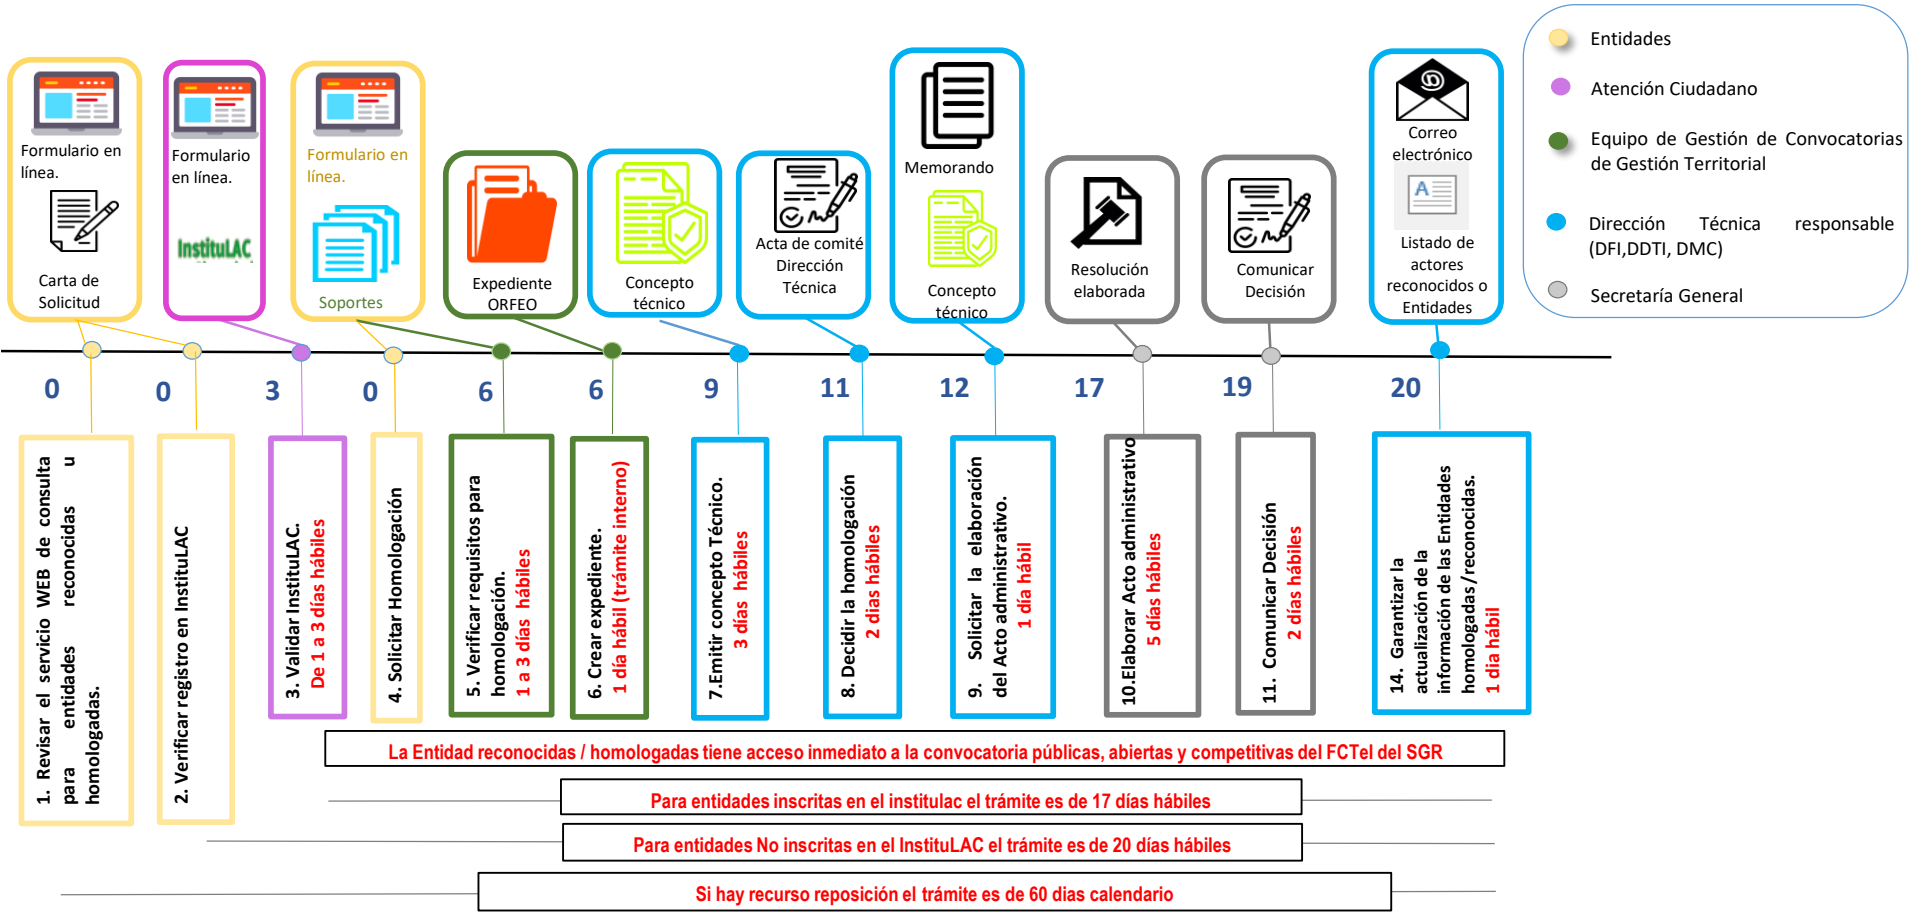 Formulario en
línea.
Carta de
Solicitud
Formulario
en línea.
InstituLAC
Formulario en
línea.
Soportes
Expediente
ORFEO
Concepto
técnico
Acta de comité
Dirección
Técnica
Memorando
Concepto
técnico
Resolución
elaborada
Comunicar
Decisión
Correo
electrónico
A
Listado de
actores
reconocidos o
Entidades
Entidades
Atención Ciudadano
Equipo de Gestión de Convocatorias
de Gestión Territorial
Dirección Técnica responsable
(DFI,DDTI, DMC)
Secretaría General
0
0
3
0
6
6
9
11
12
17
19
20
1. Revisar el servicio WEB de consulta
para entidades reconocidas u
homologadas.
2. Verificar registro en InstituLAC
3. Validar InstituLAC.
De 1 a 3 días hábiles
4. Solicitar Homologación
5. Verificar requisitos para
homologación.
1 a 3 días hábiles
6. Crear expediente.
1 día hábil (trámite interno)
7.Emitir concepto Técnico.
3 días hábiles
8. Decidir la homologación
2 días hábiles
9. Solicitar la elaboración
del Acto administrativo.
1 día hábil
10.Elaborar Acto administrativo
5 días hábiles
11. Comunicar Decisión
2 días hábiles
14. Garantizar la
actualización de la
información de las Entidades
homologadas/reconocidas.
1 dia hábil
La Entidad reconocidas / homologadas tiene acceso inmediato a la convocatoria públicas, abiertas y competitivas del FCTeI del SGR
Para entidades inscritas en el institulac el trámite es de 17 días hábiles
Para entidades No inscritas en el InstituLAC el trámite es de 20 días hábiles
Si hay recurso reposición el trámite es de 60 dias calendario